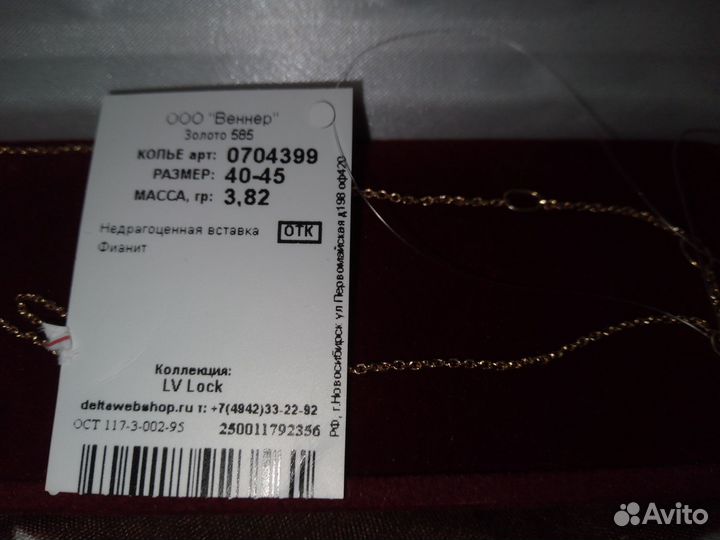 ООО "Веннер"
Золото 585
КОЛЬЕ арт: 0704399
РАЗМЕР: 40-45
МАССА, гр: 3,82
Недрагоценная вставка ОТК
Фианит
Коллекция:
LV Lock
deltawebshop.ru т: +7(4942)33-22-92
ОСТ 117-3-002-95 250011792356
РФ, г.Новосибирск ул Первомайская д198 оф420
Avito